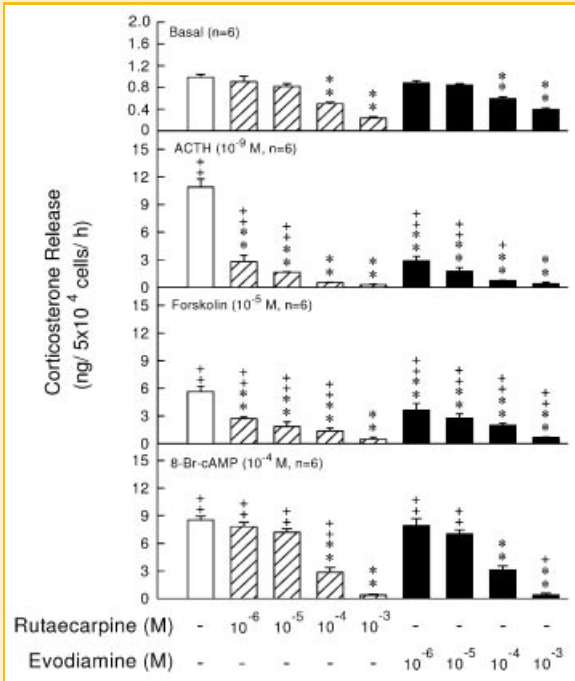 Corticosterone Release
(ng/ 5x10⁴ cells/ h)
Basal (n=6)
2.0
1.6
1.2
0.8
0.4
0
** ** ** **
ACTH (10⁻⁹ M, n=6)
15
12
9
6
3
0
++ ++** ++** ** ** ++** ++** +** **
Forskolin (10⁻⁵ M, n=6)
15
9
6
3
0
++ ++** ++** ++** ** ++** ++** ++** ++**
8-Br-cAMP (10⁻⁴ M, n=6)
15
12
9
6
3
0
++ ++ ++ ++** ** ++ ++ ** +**
Rutaecarpine (M) - 10⁻⁶ 10⁻⁵ 10⁻⁴ 10⁻³ - - - -
Evodiamine (M) - - - - - 10⁻⁶ 10⁻⁵ 10⁻⁴ 10⁻³